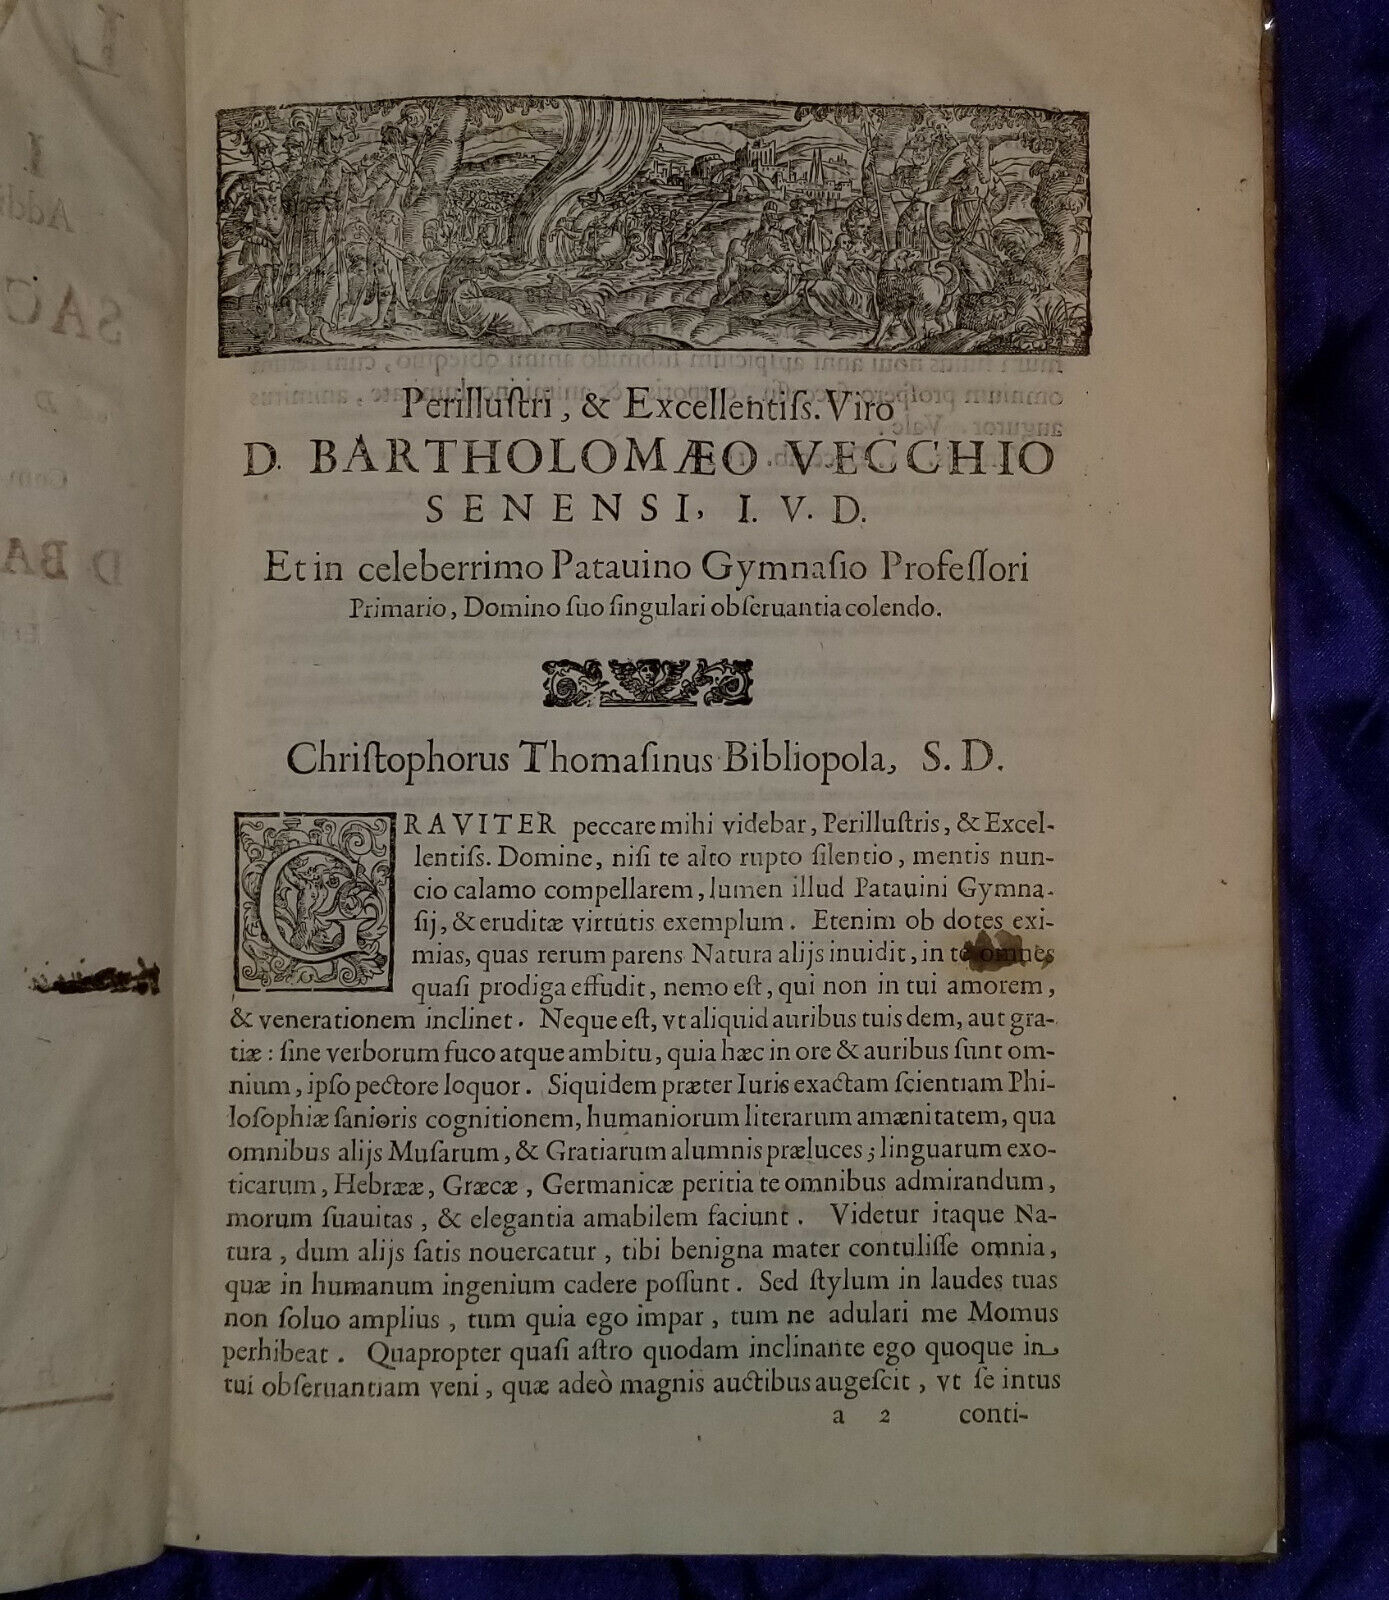 Perilluſtri, & Excellentiſs. Viro
D. BARTHOLOMÆO VECCHIO
SENENSI, I. V. D.
Et in celeberrimo Patauino Gymnaſio Profeſſori
Primario, Domino ſuo ſingulari obſeruantia colendo.
Chriſtophorus Thomaſinus Bibliopola, S. D.
GRAVITER peccare mihi videbar, Perilluſtris, & Excel-
lentiſs. Domine, niſi te alto rupto ſilentio, mentis nun-
cio calamo compellarem, lumen illud Patauini Gymna-
ſij, & eruditæ virtutis exemplum. Etenim ob dotes exi-
mias, quas rerum parens Natura alijs inuidit, in te omnes
quaſi prodiga effudit, nemo eſt, qui non in tui amorem,
& venerationem inclinet. Neque eſt, vt aliquid auribus tuis dem, aut gra-
tiæ: ſine verborum fuco atque ambitu, quia hæc in ore & auribus ſunt om-
nium, ipſo pectore loquor. Siquidem præter Iuris exactam ſcientiam Phi-
loſophiæ ſanioris cognitionem, humaniorum literarum amænitatem, qua
omnibus alijs Muſarum, & Gratiarum alumnis præluces; linguarum exo-
ticarum, Hebrææ, Græcæ, Germanicæ peritia te omnibus admirandum,
morum ſuauitas, & elegantia amabilem faciunt. Videtur itaque Na-
tura, dum alijs ſatis nouercatur, tibi benigna mater contuliſſe omnia,
quæ in humanum ingenium cadere poſſunt. Sed ſtylum in laudes tuas
non ſoluo amplius, tum quia ego impar, tum ne adulari me Momus
perhibeat. Quapropter quaſi aſtro quodam inclinante ego quoque in
tui obſeruantiam veni, quæ adeò magnis auctibus augeſcit, vt ſe intus
a 2 conti-